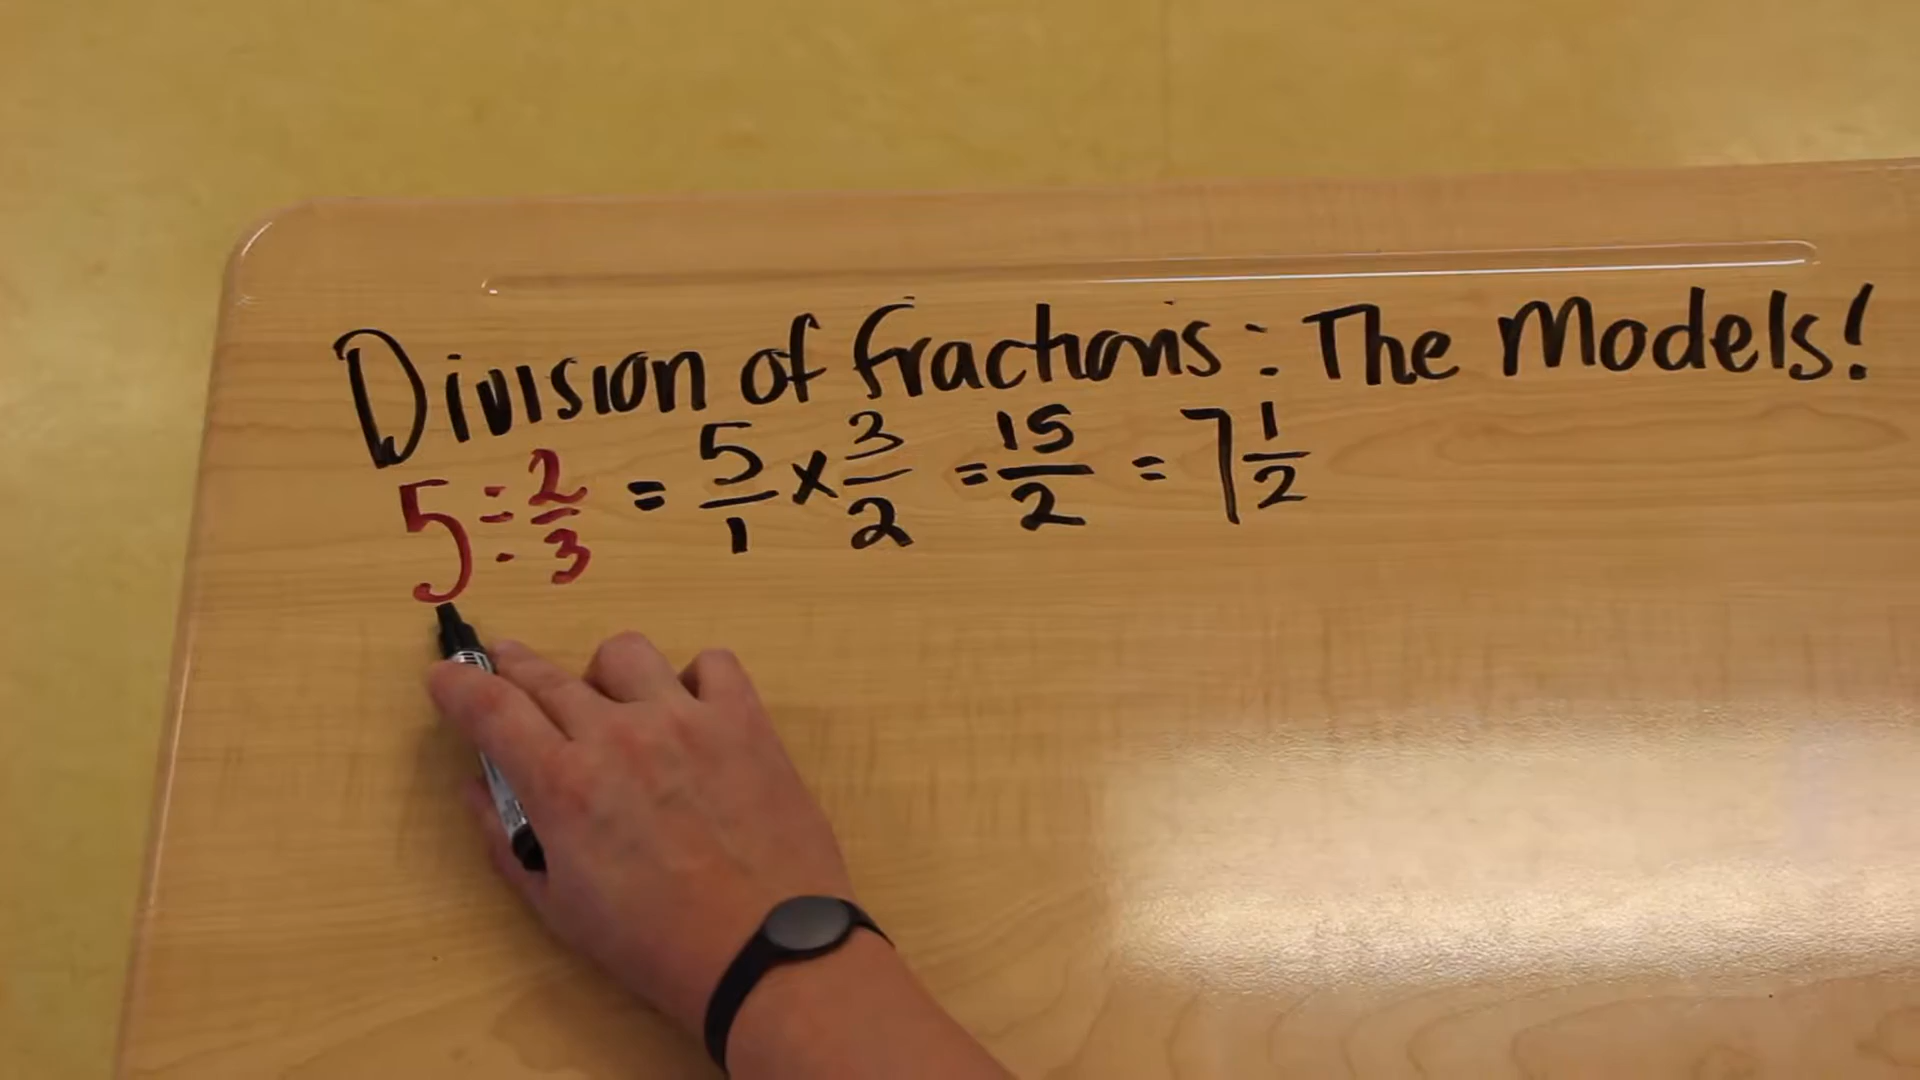 Division of fractions: The Models!
5 ÷ 2/3 = 5/1 x 3/2 = 15/2 = 7 1/2